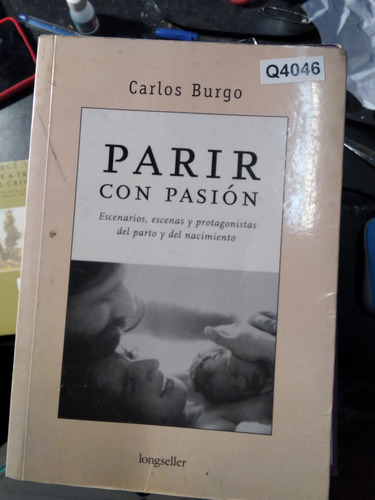 Q4046
Carlos Burgo
PARIR
CON PASIÓN
Escenarios, escenas y protagonistas
del parto y del nacimiento
longseller